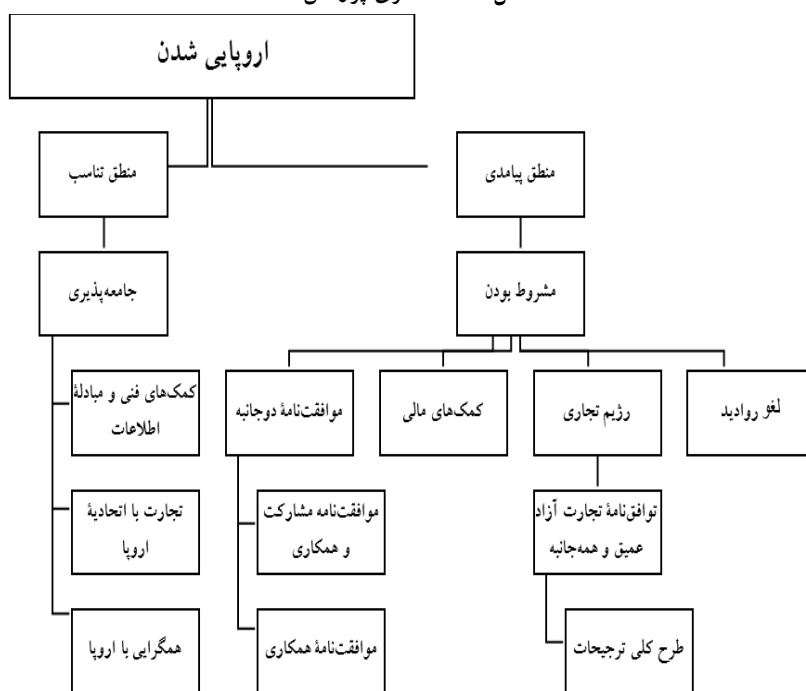 اروپایی شدن
منطق پیامدی
منطق تناسب
مشروط بودن
جامعه‌پذیری
لغو روادید
رژیم تجاری
کمک‌های مالی
موافقت‌نامهٔ دوجانبه
کمک‌های فنی و مبادلهٔ
اطلاعات
توافق‌نامهٔ تجارت آزاد
عمیق و همه‌جانبه
موافقت‌نامه مشارکت
و همکاری
تجارت با اتحادیهٔ
اروپا
طرح کلی ترجیحات
موافقت‌نامهٔ همکاری
همگرایی با اروپا